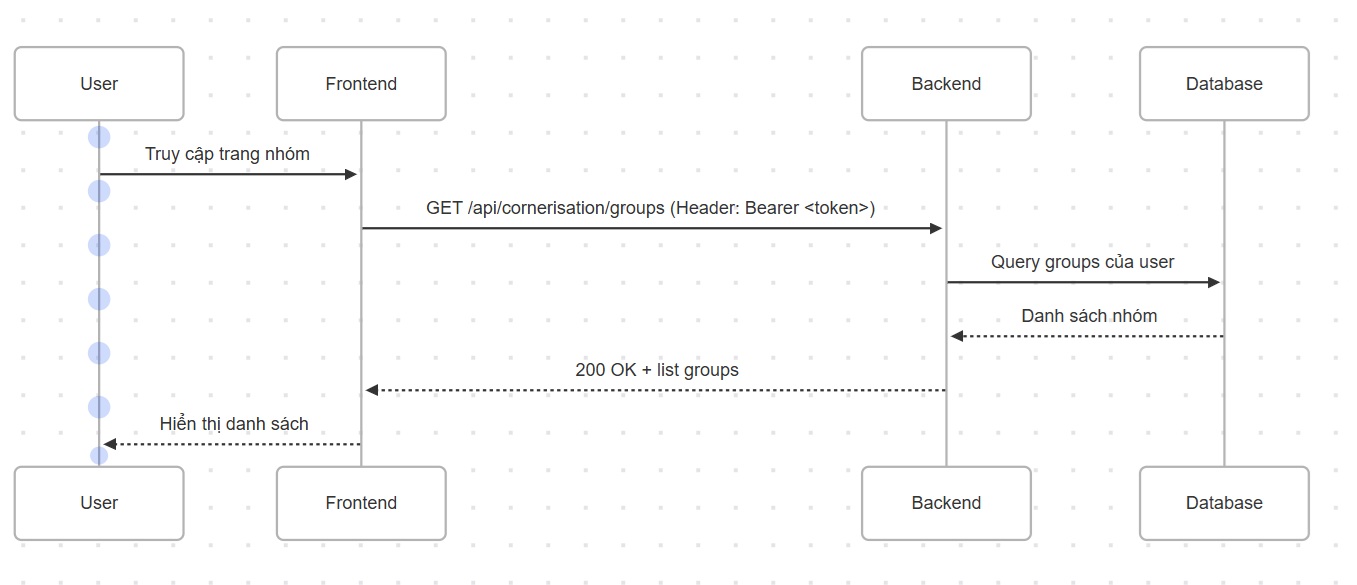 User
Frontend
Backend
Database
Truy cập trang nhóm
GET /api/cornerisation/groups (Header: Bearer <token>)
Query groups của user
Danh sách nhóm
200 OK + list groups
Hiển thị danh sách
User
Frontend
Backend
Database